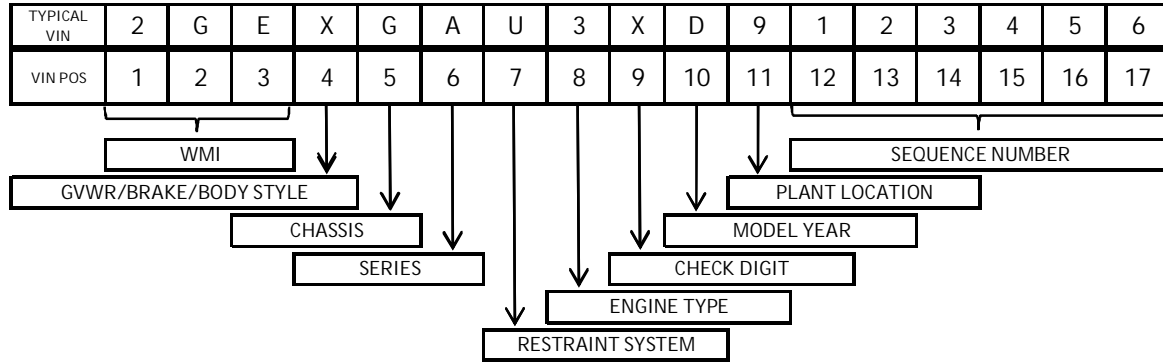 TYPICAL VIN 2 G E X G A U 3 X D 9 1 2 3 4 5 6
VIN POS 1 2 3 4 5 6 7 8 9 10 11 12 13 14 15 16 17
WMI SEQUENCE NUMBER
GVWR/BRAKE/BODY STYLE PLANT LOCATION
CHASSIS MODEL YEAR
SERIES CHECK DIGIT
ENGINE TYPE
RESTRAINT SYSTEM